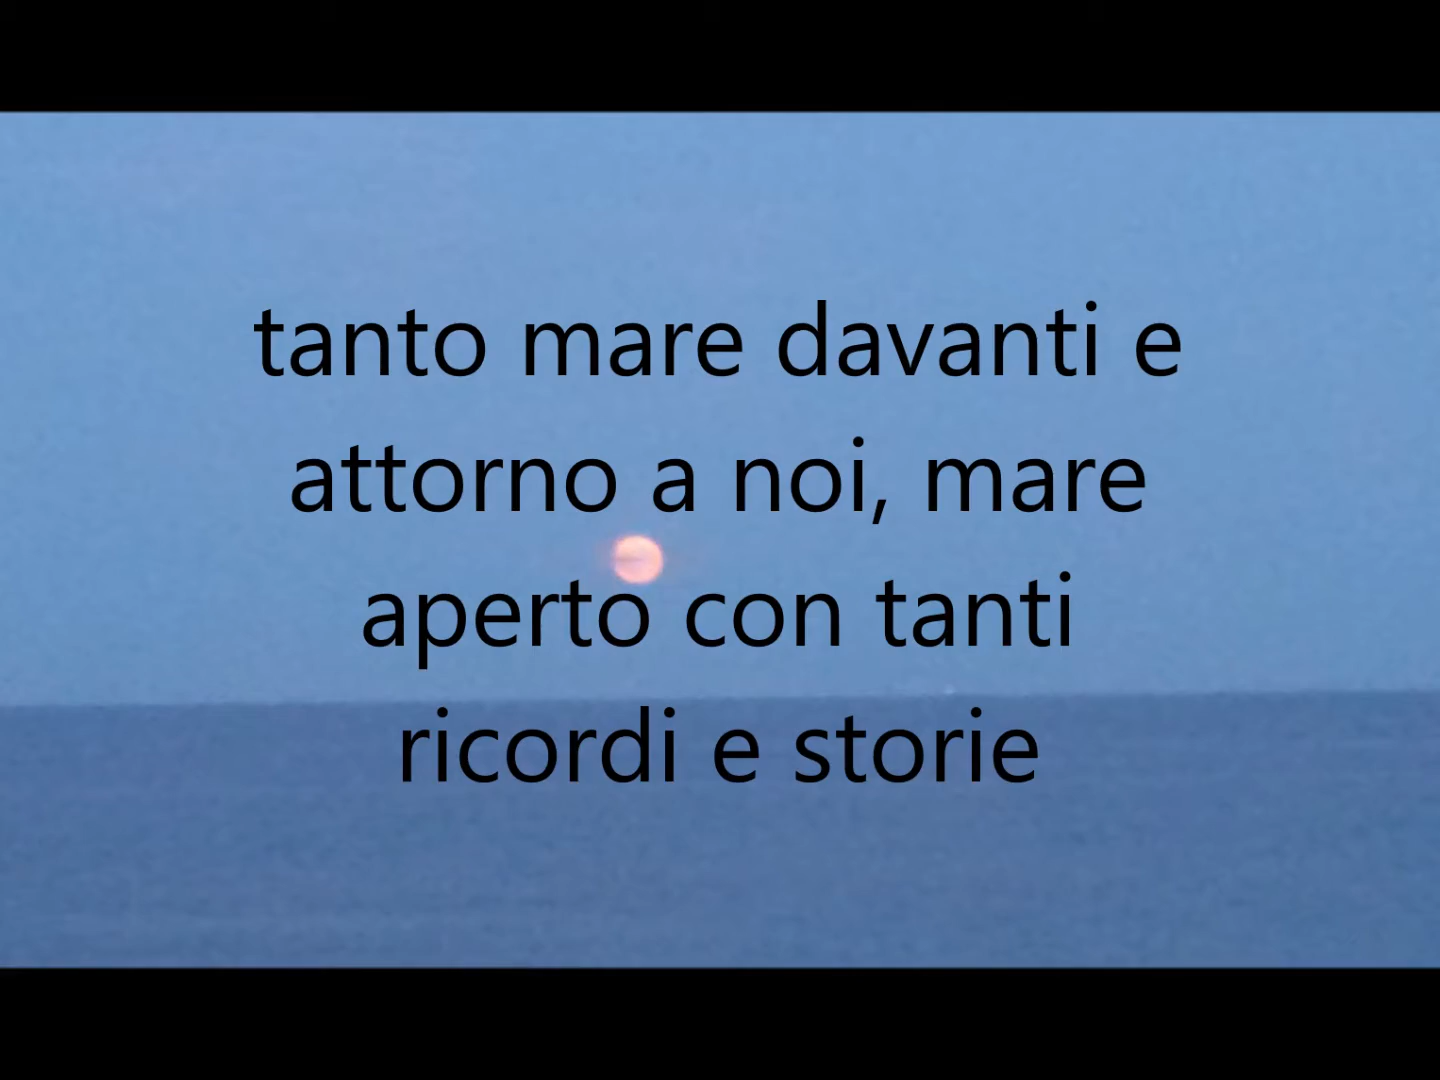 tanto mare davanti e
attorno a noi, mare
aperto con tanti
ricordi e storie